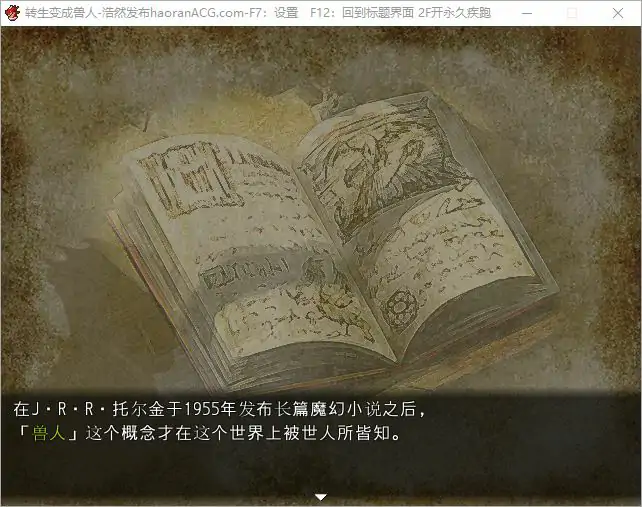 转生变成兽人-浩然发布haoranACG.com-F7：设置 F12：回到标题界面 2F开永久疾跑
在J・R・R・托尔金于1955年发布长篇魔幻小说之后，
「兽人」这个概念才在这个世界上被世人所皆知。